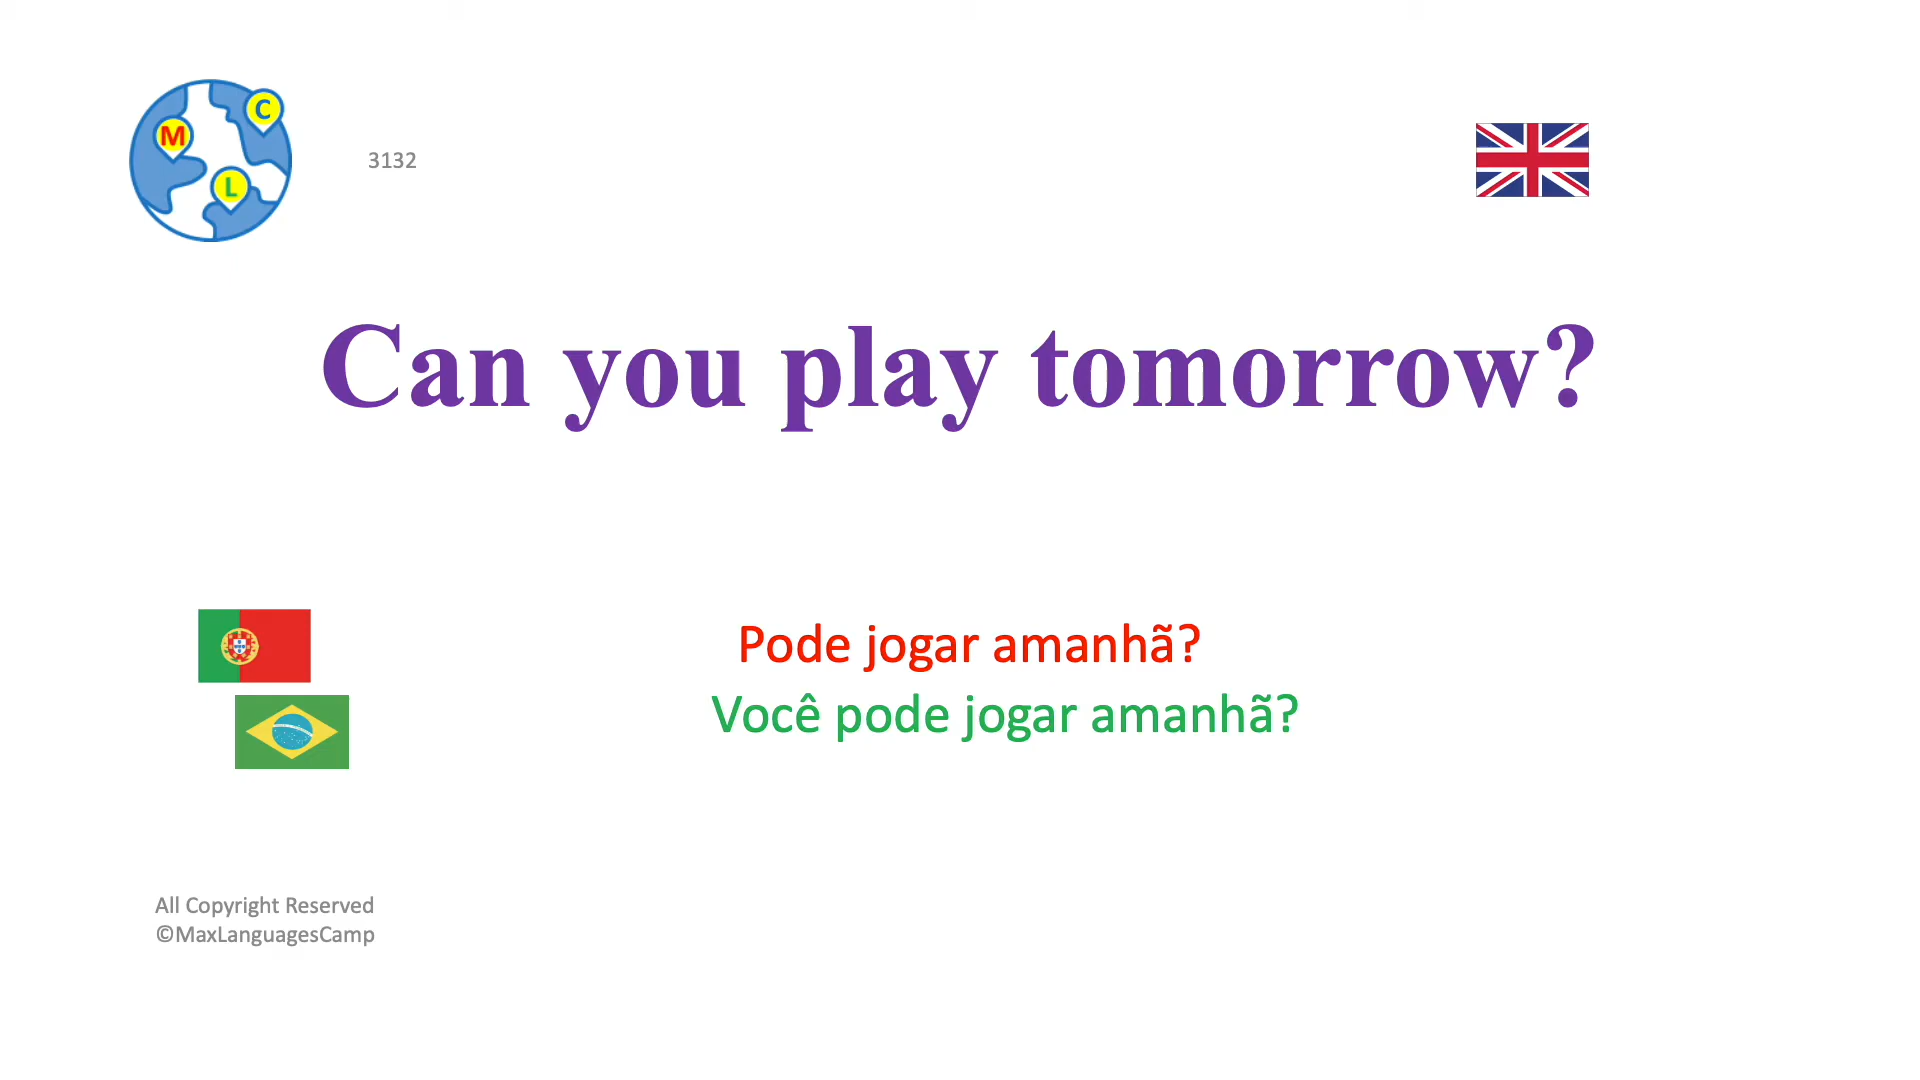 C
M
L
3132
Can you play tomorrow?
Pode jogar amanhã?
Você pode jogar amanhã?
All Copyright Reserved
©MaxLanguagesCamp